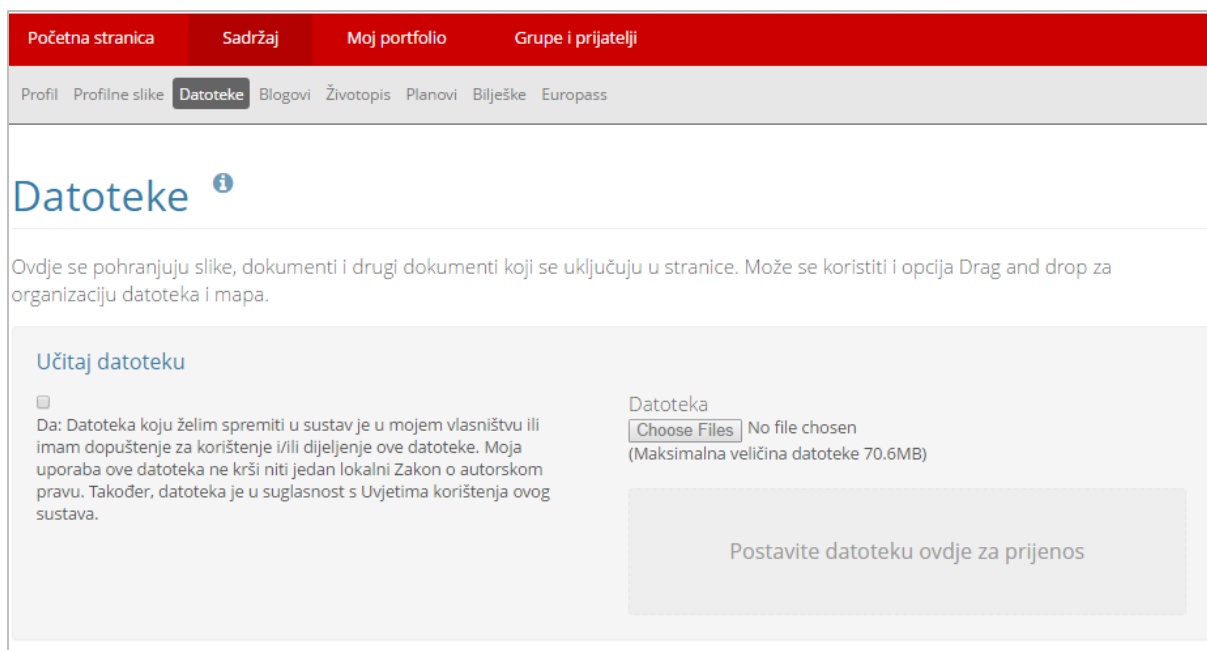 Početna stranica Sadržaj Moj portfolio Grupe i prijatelji
Profil Profilne slike Datoteke Blogovi Životopis Planovi Bilješke Europass
Datoteke
Ovdje se pohranjuju slike, dokumenti i drugi dokumenti koji se uključuju u stranice. Može se koristiti i opcija Drag and drop za
organizaciju datoteka i mapa.
Učitaj datoteku
Da: Datoteka koju želim spremiti u sustav je u mojem vlasništvu ili
imam dopuštenje za korištenje i/ili dijeljenje ove datoteke. Moja
uporaba ove datoteka ne krši niti jedan lokalni Zakon o autorskom
pravu. Također, datoteka je u suglasnost s Uvjetima korištenja ovog
sustava.
Datoteka
Choose Files No file chosen
(Maksimalna veličina datoteke 70.6MB)
Postavite datoteku ovdje za prijenos